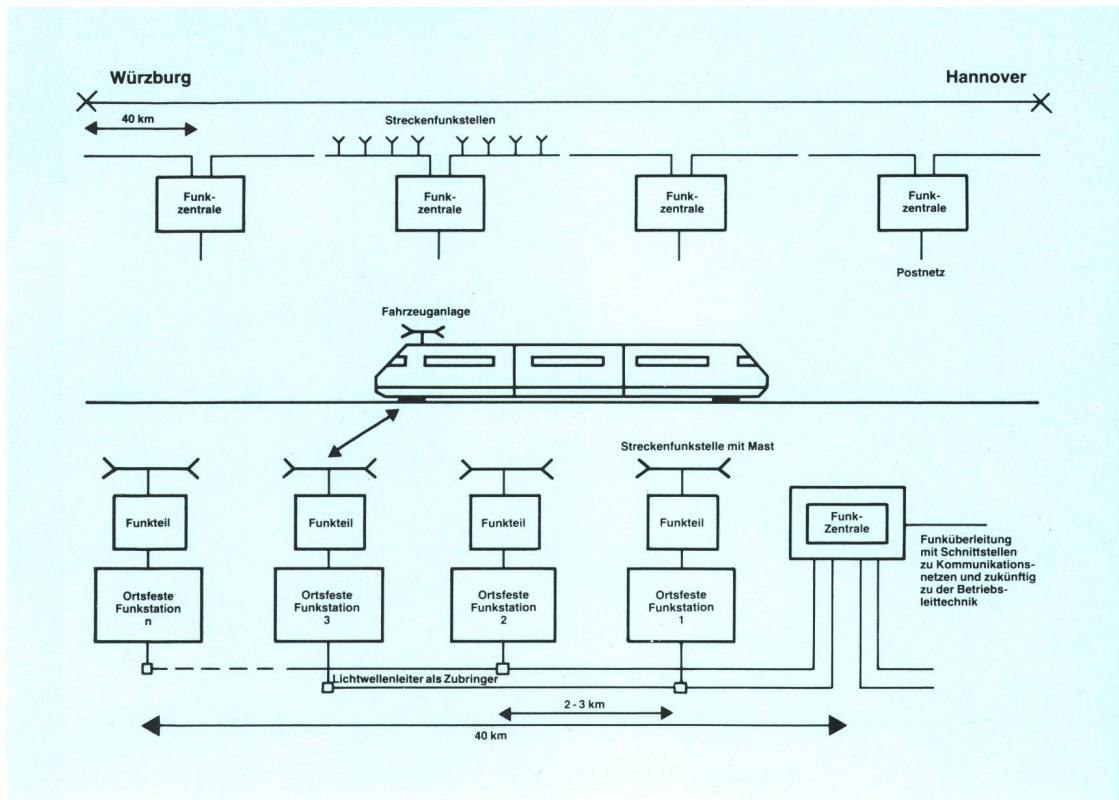 Würzburg
Hannover
40 km
Streckenfunkstellen
Funk-
zentrale
Funk-
zentrale
Funk-
zentrale
Funk-
zentrale
Postnetz
Fahrzeuganlage
Streckenfunkstelle mit Mast
Funkteil
Funkteil
Funkteil
Funkteil
Funk-
Zentrale
Funküberleitung
mit Schnittstellen
zu Kommunikations-
netzen und zukünftig
zu der Betriebs-
leittechnik
Ortsfeste
Funkstation
n
Ortsfeste
Funkstation
3
Ortsfeste
Funkstation
2
Ortsfeste
Funkstation
1
Lichtwellenleiter als Zubringer
2 - 3 km
40 km